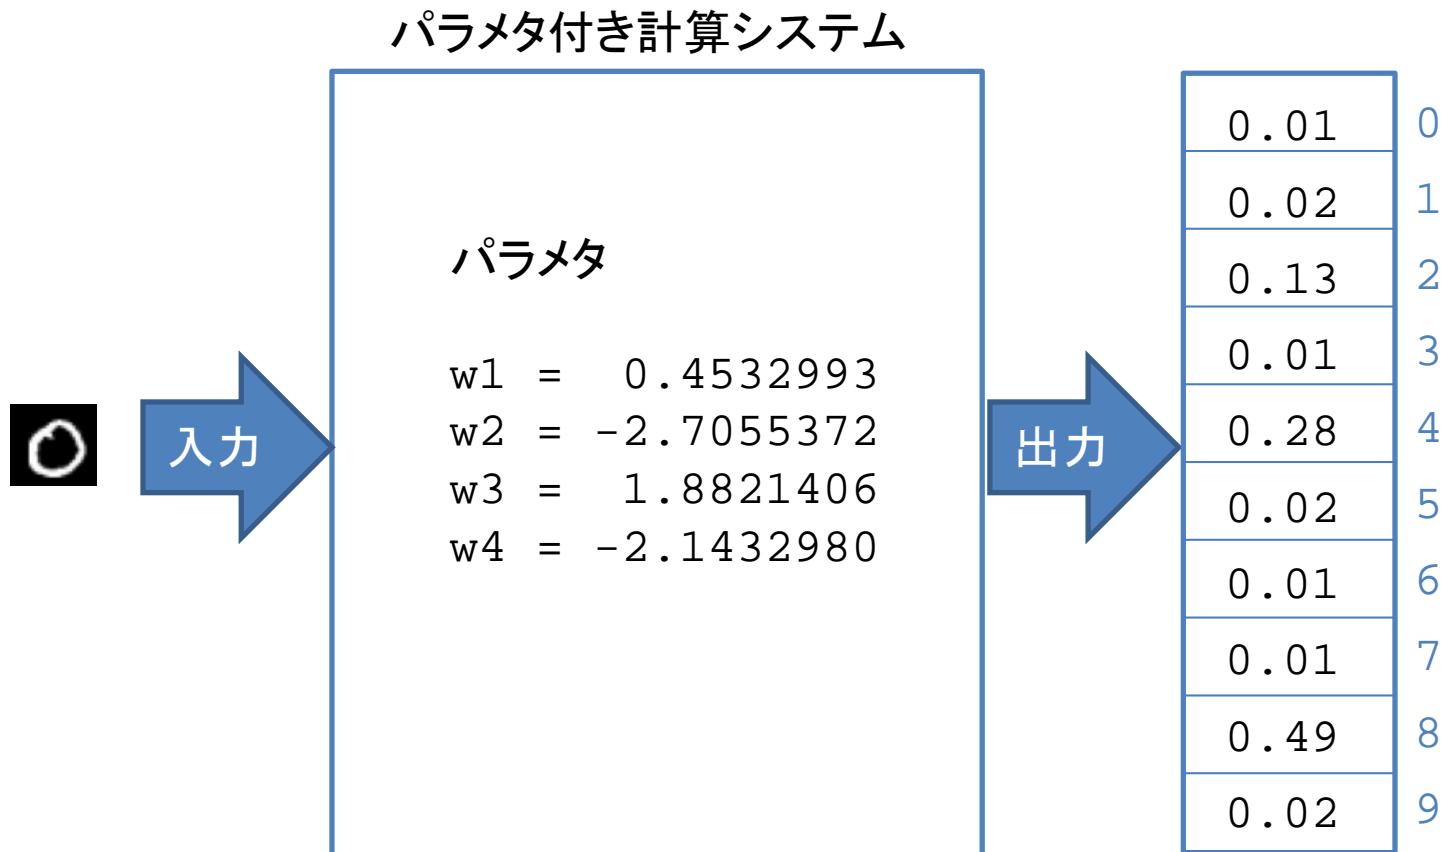 パラメタ付き計算システム
パラメタ
w1 =  0.4532993
w2 = -2.7055372
w3 =  1.8821406
w4 = -2.1432980
入力
出力
0.01 0
0.02 1
0.13 2
0.01 3
0.28 4
0.02 5
0.01 6
0.01 7
0.49 8
0.02 9